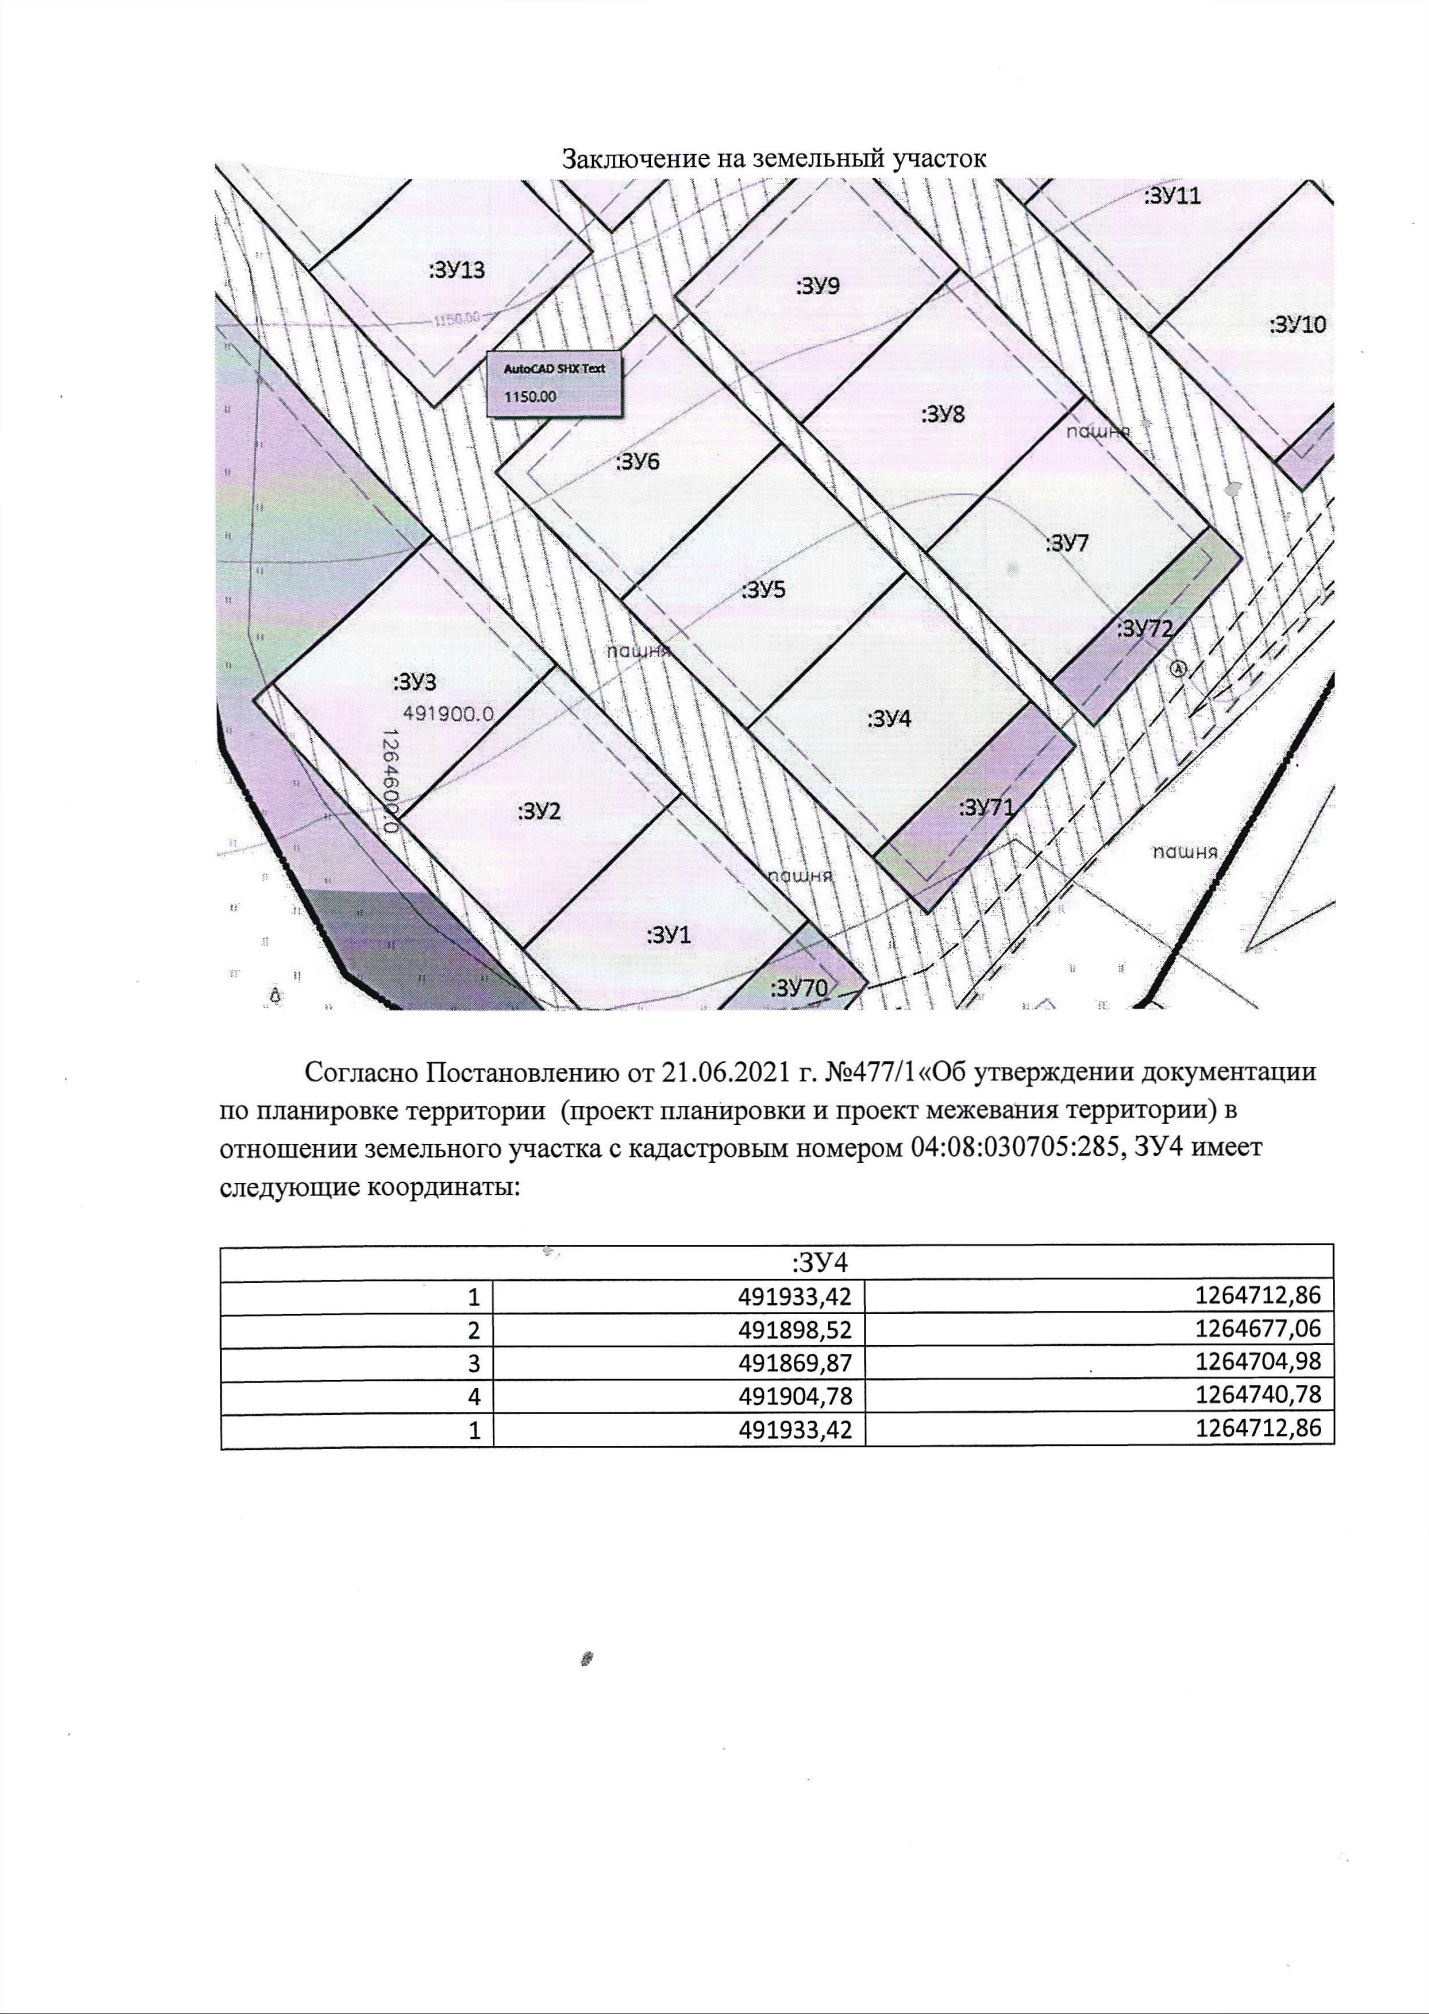 Заключение на земельный участок
:ЗУ11
:ЗУ13
:ЗУ9
1150.00
:ЗУ10
AutoCAD SHX Text
1150.00
:ЗУ8
пашня
:ЗУ6
:ЗУ7
:ЗУ5
:ЗУ72
пашня
:ЗУ3
491900.0
1264600.0
:ЗУ4
:ЗУ2
:ЗУ71
пашня
пашня
:ЗУ1
:ЗУ70
Согласно Постановлению от 21.06.2021 г. №477/1«Об утверждении документации
по планировке территории (проект планировки и проект межевания территории) в
отношении земельного участка с кадастровым номером 04:08:030705:285, ЗУ4 имеет
следующие координаты:
:ЗУ4
1 491933,42 1264712,86
2 491898,52 1264677,06
3 491869,87 1264704,98
4 491904,78 1264740,78
1 491933,42 1264712,86